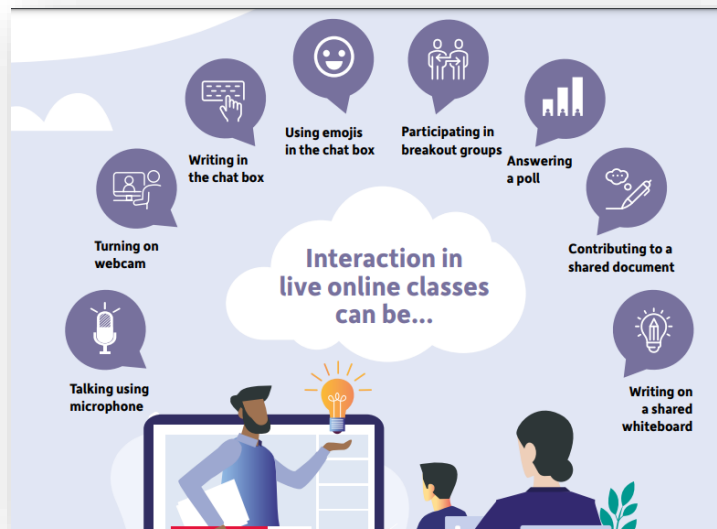 Interaction in
live online classes
can be...
Talking using
microphone
Turning on
webcam
Writing in
the chat box
Using emojis
in the chat box
Participating in
breakout groups
Answering
a poll
Contributing to a
shared document
Writing on
a shared
whiteboard